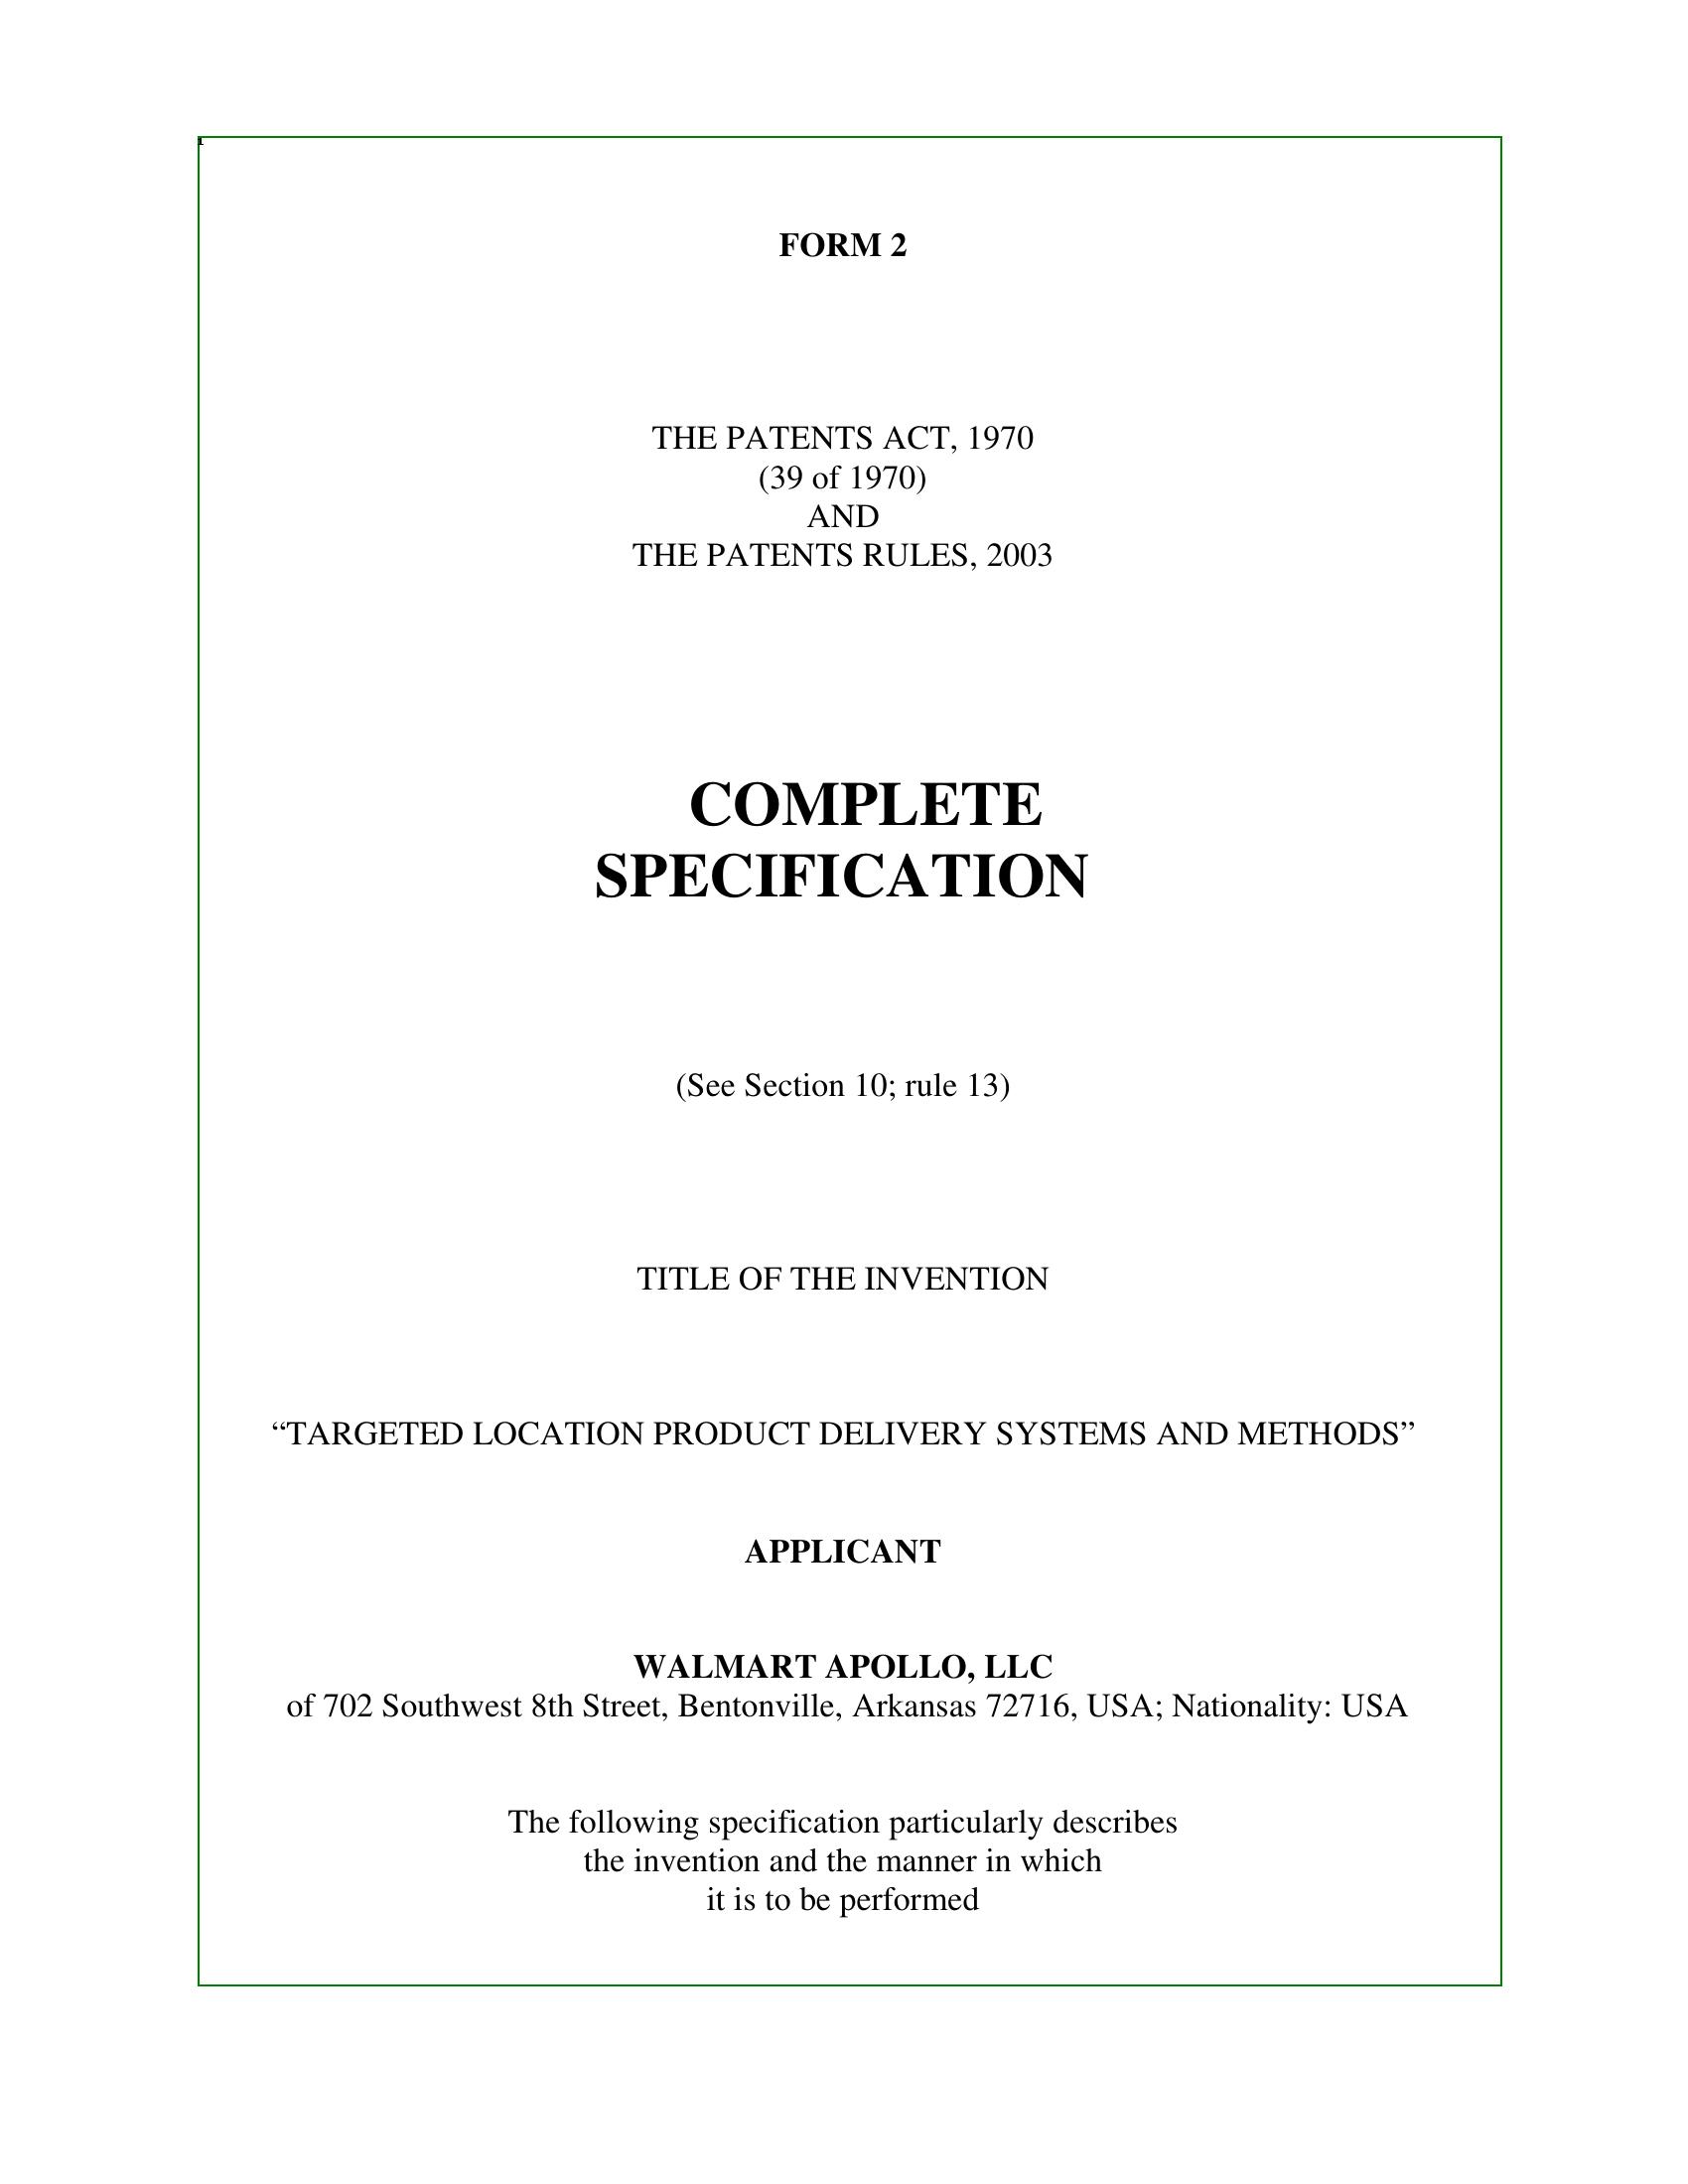 FORM 2
THE PATENTS ACT, 1970
(39 of 1970)
AND
THE PATENTS RULES, 2003
COMPLETE
SPECIFICATION
(See Section 10; rule 13)
TITLE OF THE INVENTION
“TARGETED LOCATION PRODUCT DELIVERY SYSTEMS AND METHODS”
APPLICANT
WALMART APOLLO, LLC
of 702 Southwest 8th Street, Bentonville, Arkansas 72716, USA; Nationality: USA
The following specification particularly describes
the invention and the manner in which
it is to be performed